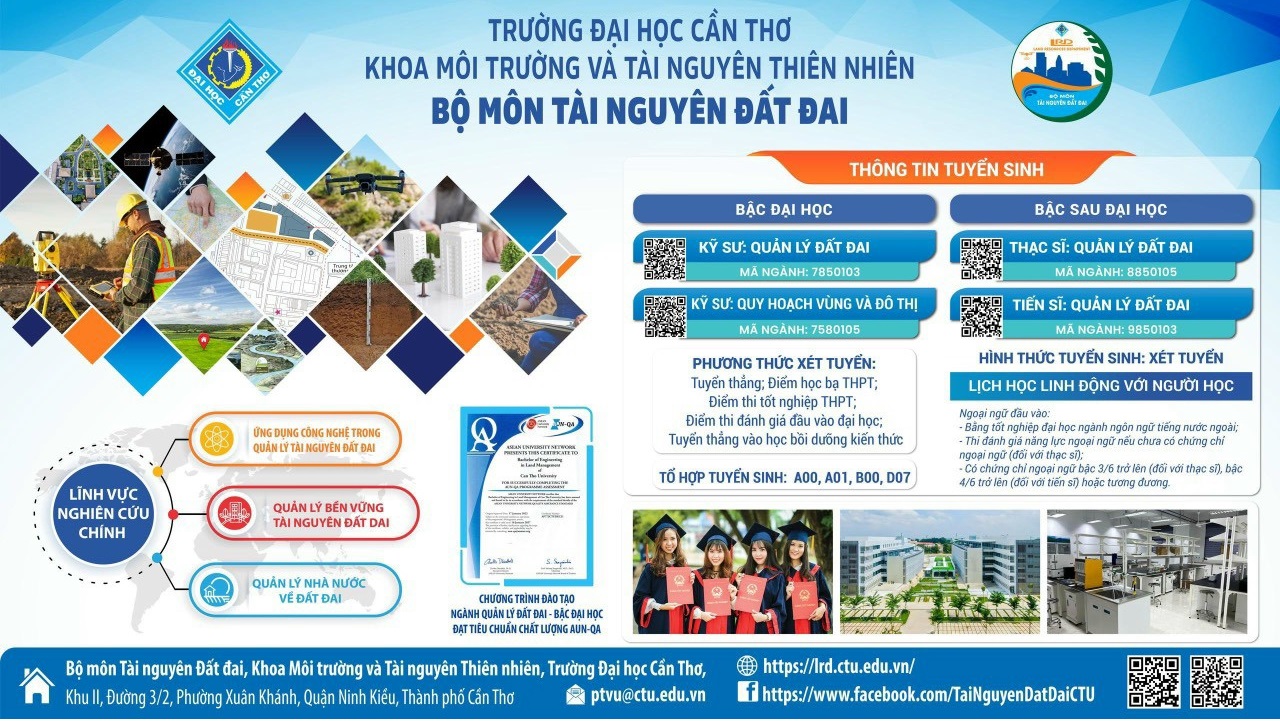 TRƯỜNG ĐẠI HỌC CẦN THƠ
KHOA MÔI TRƯỜNG VÀ TÀI NGUYÊN THIÊN NHIÊN
BỘ MÔN TÀI NGUYÊN ĐẤT ĐAI
ĐẠI HỌC
CẦN THƠ
LRD
LAND RESOURCES DEPARTMENT
BỘ MÔN
TÀI NGUYÊN ĐẤT ĐAI
THÔNG TIN TUYỂN SINH
BẬC ĐẠI HỌC
KỸ SƯ: QUẢN LÝ ĐẤT ĐAI
MÃ NGÀNH: 7850103
KỸ SƯ: QUY HOẠCH VÙNG VÀ ĐÔ THỊ
MÃ NGÀNH: 7580105
PHƯƠNG THỨC XÉT TUYỂN:
Tuyển thẳng; Điểm học bạ THPT;
Điểm thi tốt nghiệp THPT;
Điểm thi đánh giá đầu vào đại học;
Tuyển thẳng vào học bồi dưỡng kiến thức
TỔ HỢP TUYỂN SINH: A00, A01, B00, D07
BẬC SAU ĐẠI HỌC
THẠC SĨ: QUẢN LÝ ĐẤT ĐAI
MÃ NGÀNH: 8850105
TIẾN SĨ: QUẢN LÝ ĐẤT ĐAI
MÃ NGÀNH: 9850103
HÌNH THỨC TUYỂN SINH: XÉT TUYỂN
LỊCH HỌC LINH ĐỘNG VỚI NGƯỜI HỌC
Ngoại ngữ đầu vào:
- Bằng tốt nghiệp đại học ngành ngôn ngữ tiếng nước ngoài;
- Thi đánh giá năng lực ngoại ngữ nếu chưa có chứng chỉ
ngoại ngữ (đối với thạc sĩ);
- Có chứng chỉ ngoại ngữ bậc 3/6 trở lên (đối với thạc sĩ), bậc
4/6 trở lên (đối với tiến sĩ) hoặc tương đương.
LĨNH VỰC
NGHIÊN CỨU
CHÍNH
ỨNG DỤNG CÔNG NGHỆ TRONG
QUẢN LÝ TÀI NGUYÊN ĐẤT ĐAI
QUẢN LÝ BỀN VỮNG
TÀI NGUYÊN ĐẤT DAI
QUẢN LÝ NHÀ NƯỚC
VỀ ĐẤT ĐAI
AUN-QA
ASEAN UNIVERSITY NETWORK
PRESENTS THIS CERTIFICATE TO
Bachelor of Engineering
in Land Management
of
Can Tho University
FOR SUCCESSFULLY COMPLETING THE
AUN-QA PROGRAMME ASSESSMENT
CHƯƠNG TRÌNH ĐÀO TẠO
NGÀNH QUẢN LÝ ĐẤT ĐAI - BẬC ĐẠI HỌC
ĐẠT TIÊU CHUẨN CHẤT LƯỢNG AUN-QA
Bộ môn Tài nguyên Đất đai, Khoa Môi trường và Tài nguyên Thiên nhiên, Trường Đại học Cần Thơ,
Khu II, Đường 3/2, Phường Xuân Khánh, Quận Ninh Kiều, Thành phố Cần Thơ
ptvu@ctu.edu.vn
https://lrd.ctu.edu.vn/
https://www.facebook.com/TaiNguyenDatDaiCTU